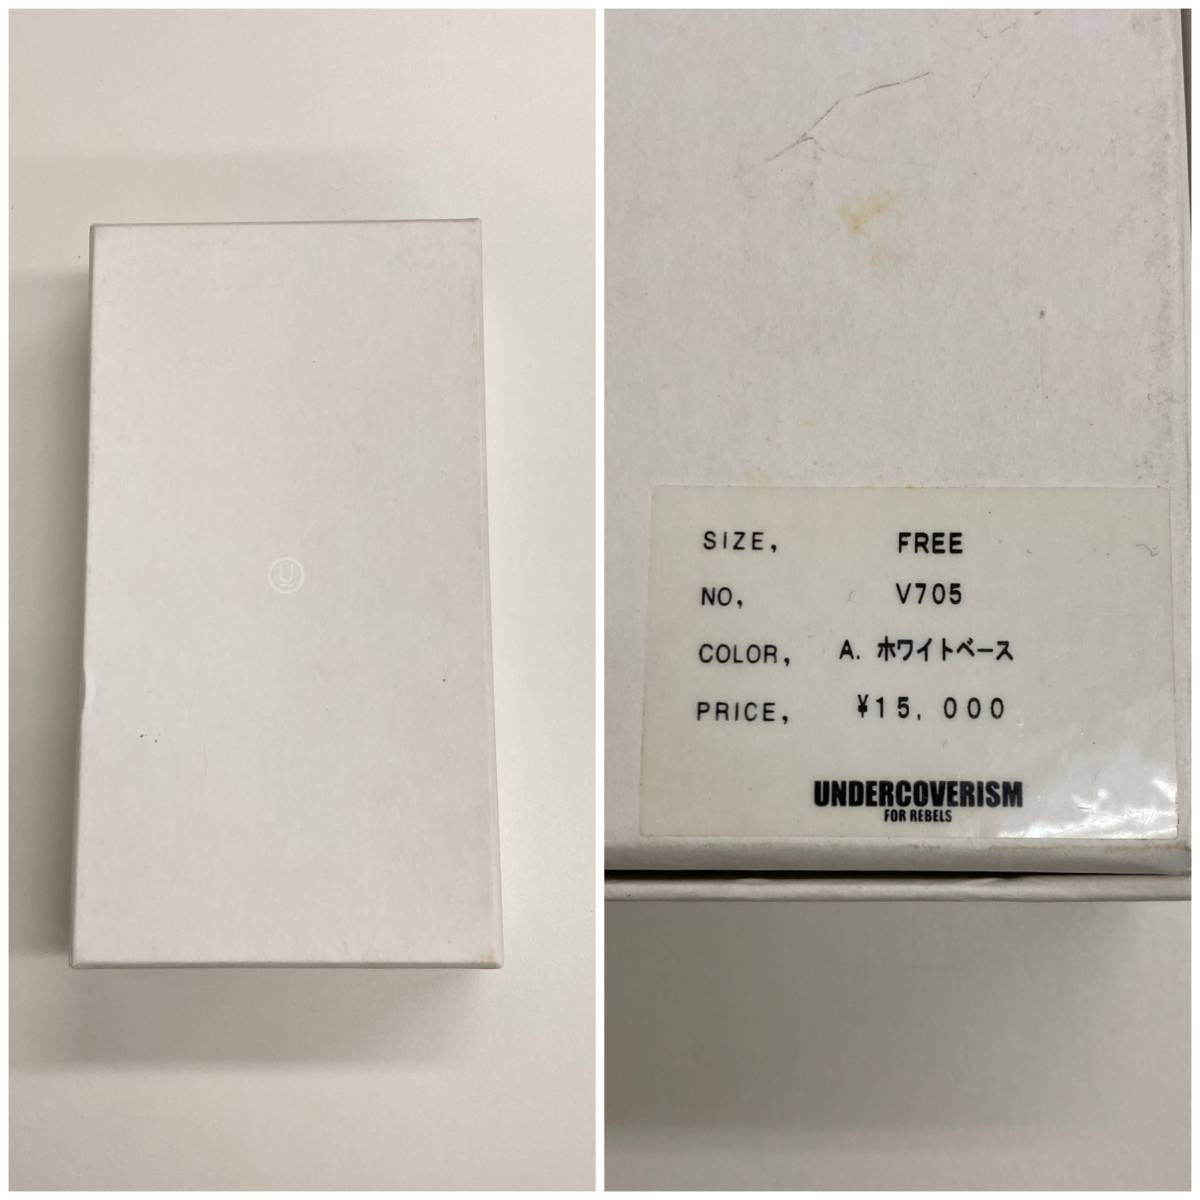 U
SIZE, FREE
NO, V705
COLOR, A. ホワイトベース
PRICE, ¥15,000
UNDERCOVERISM
FOR REBELS